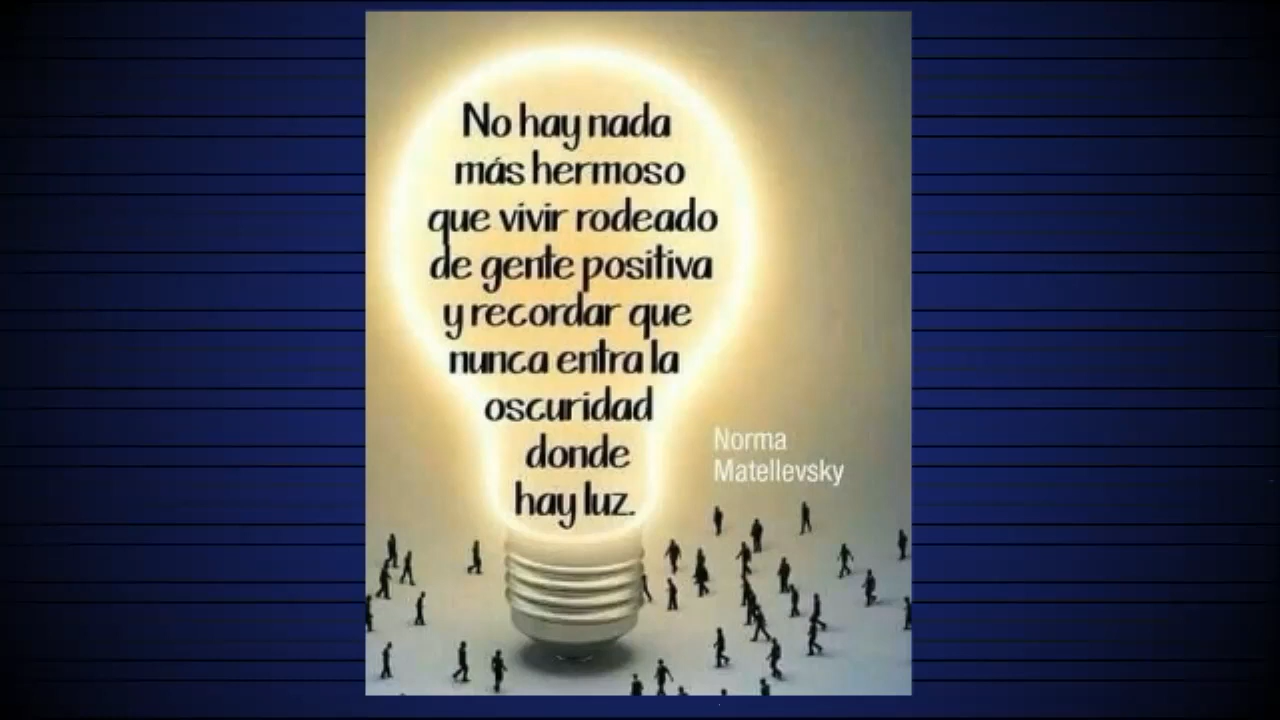 No hay nada
más hermoso
que vivir rodeado
de gente positiva
y recordar que
nunca entra la
oscuridad
donde
hay luz.
Norma
Matellevsky